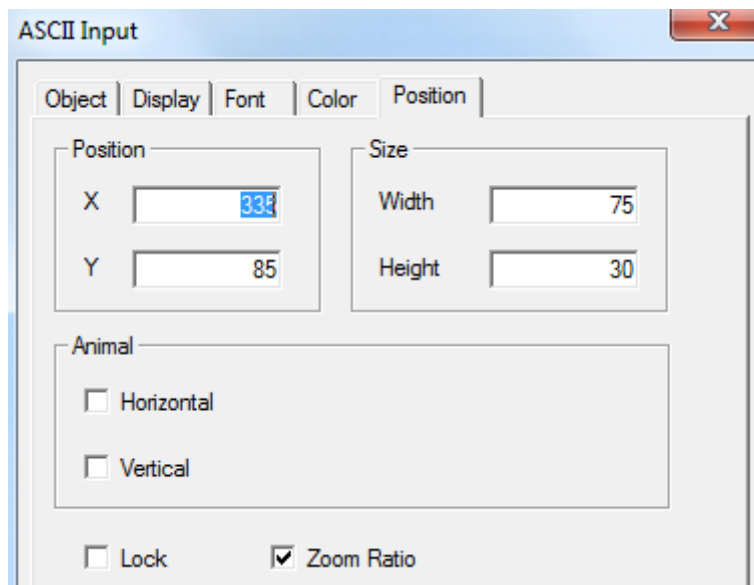 ASCII Input
Object Display Font Color Position
Position Size
X 335 Width 75
Y 85 Height 30
Animal
Horizontal
Vertical
Lock Zoom Ratio